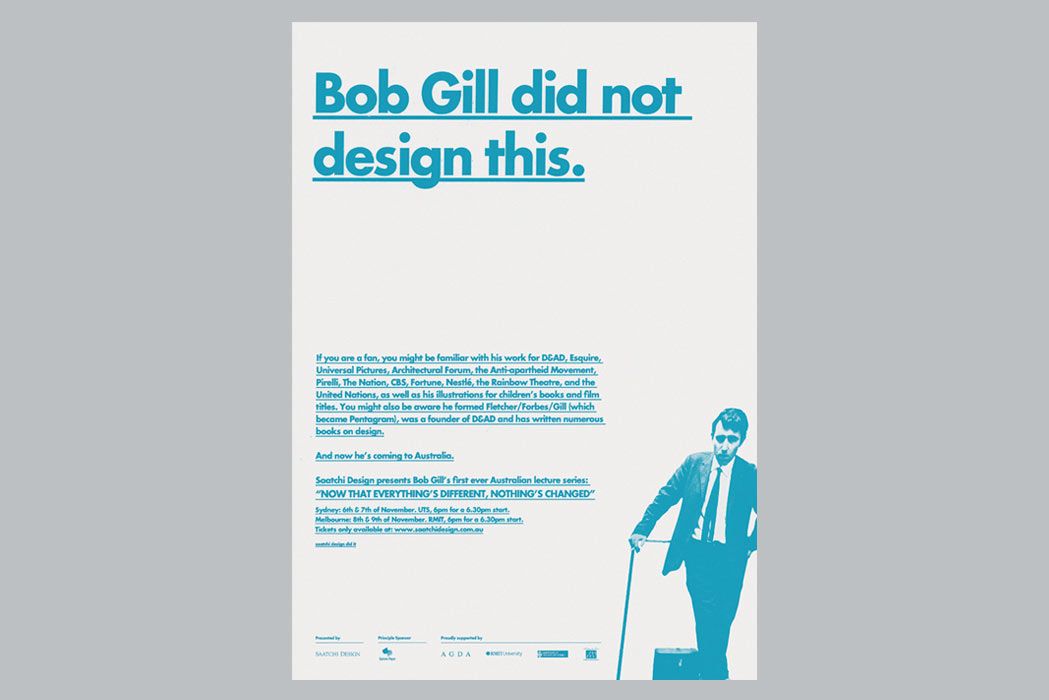 Bob Gill did not
design this.
If you are a fan, you might be familiar with his work for D&AD, Esquire,
Universal Pictures, Architectural Forum, the Anti-apartheid Movement,
Pirelli, The Nation, CBS, Fortune, Nestlé, the Rainbow Theatre, and the
United Nations, as well as his illustrations for children's books and film
titles. You might also be aware he formed Fletcher/Forbes/Gill (which
became Pentagram), was a founder of D&AD and has written numerous
books on design.
And now he's coming to Australia.
Saatchi Design presents Bob Gill's first ever Australian lecture series:
“NOW THAT EVERYTHING'S DIFFERENT, NOTHING'S CHANGED”
Sydney: 6th & 7th of November. UTS, 6pm for a 6.30pm start.
Melbourne: 8th & 9th of November. RMIT, 6pm for a 6.30pm start.
Tickets only available at: www.saatchidesign.com.au
saatchi design did it
Presented by
Principle Sponsor
Proudly supported by
SAATCHI DESIGN
AGDA
RMIT University